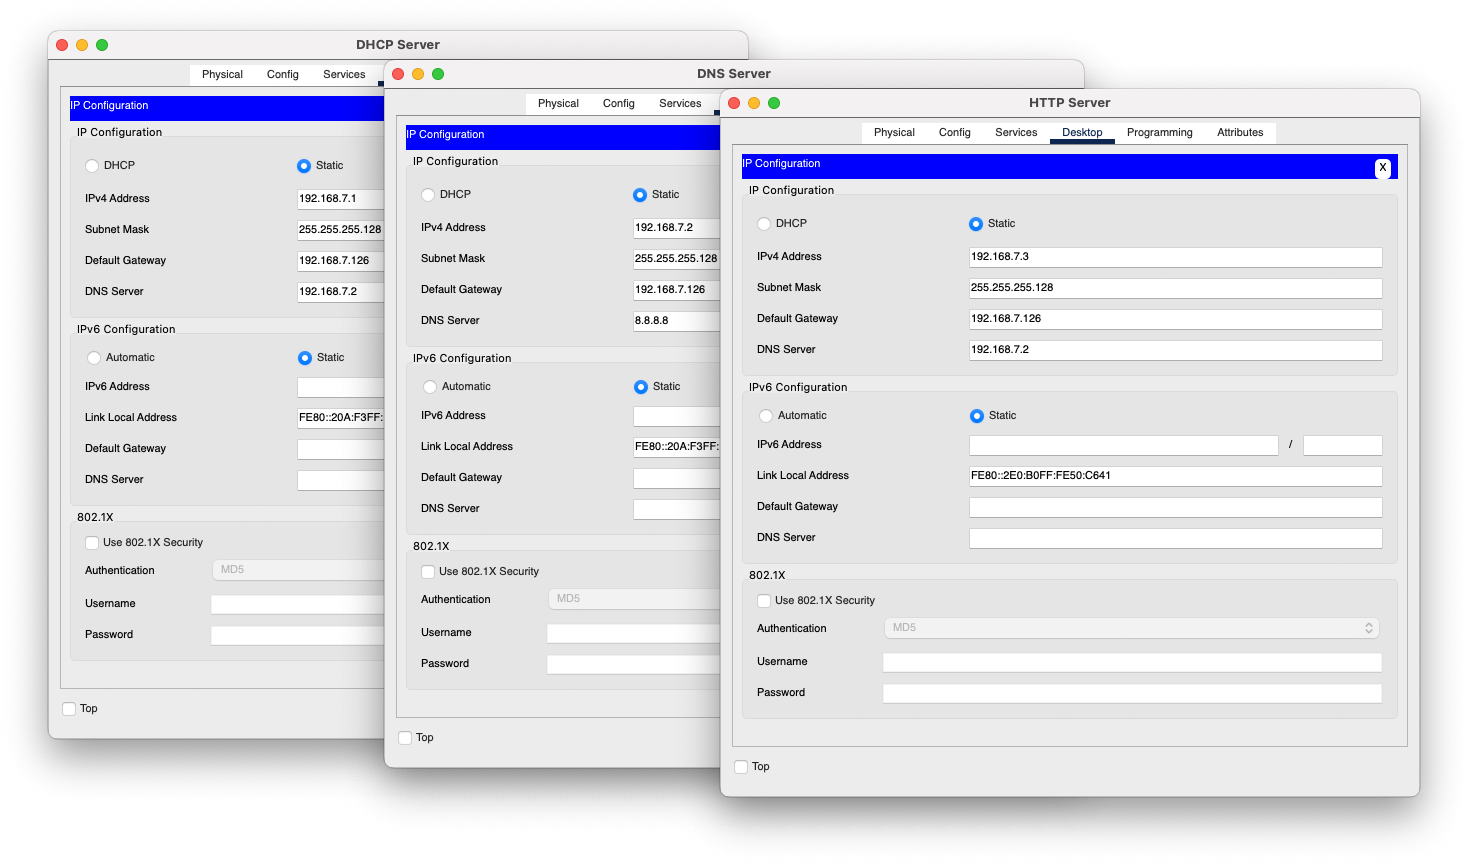 DHCP Server
Physical Config Services
IP Configuration
IP Configuration
DHCP Static
IPv4 Address 192.168.7.1
Subnet Mask 255.255.255.128
Default Gateway 192.168.7.126
DNS Server 192.168.7.2
IPv6 Configuration
Automatic Static
IPv6 Address
Link Local Address FE80::20A:F3FF:
Default Gateway
DNS Server
802.1X
Use 802.1X Security
Authentication MD5
Username
Password
Top
DNS Server
Physical Config Services
IP Configuration
IP Configuration
DHCP Static
IPv4 Address 192.168.7.2
Subnet Mask 255.255.255.128
Default Gateway 192.168.7.126
DNS Server 8.8.8.8
IPv6 Configuration
Automatic Static
IPv6 Address
Link Local Address FE80::20A:F3FF:
Default Gateway
DNS Server
802.1X
Use 802.1X Security
Authentication MD5
Username
Password
Top
HTTP Server
Physical Config Services Desktop Programming Attributes
IP Configuration X
IP Configuration
DHCP Static
IPv4 Address 192.168.7.3
Subnet Mask 255.255.255.128
Default Gateway 192.168.7.126
DNS Server 192.168.7.2
IPv6 Configuration
Automatic Static
IPv6 Address /
Link Local Address FE80::2E0:B0FF:FE50:C641
Default Gateway
DNS Server
802.1X
Use 802.1X Security
Authentication MD5
Username
Password
Top